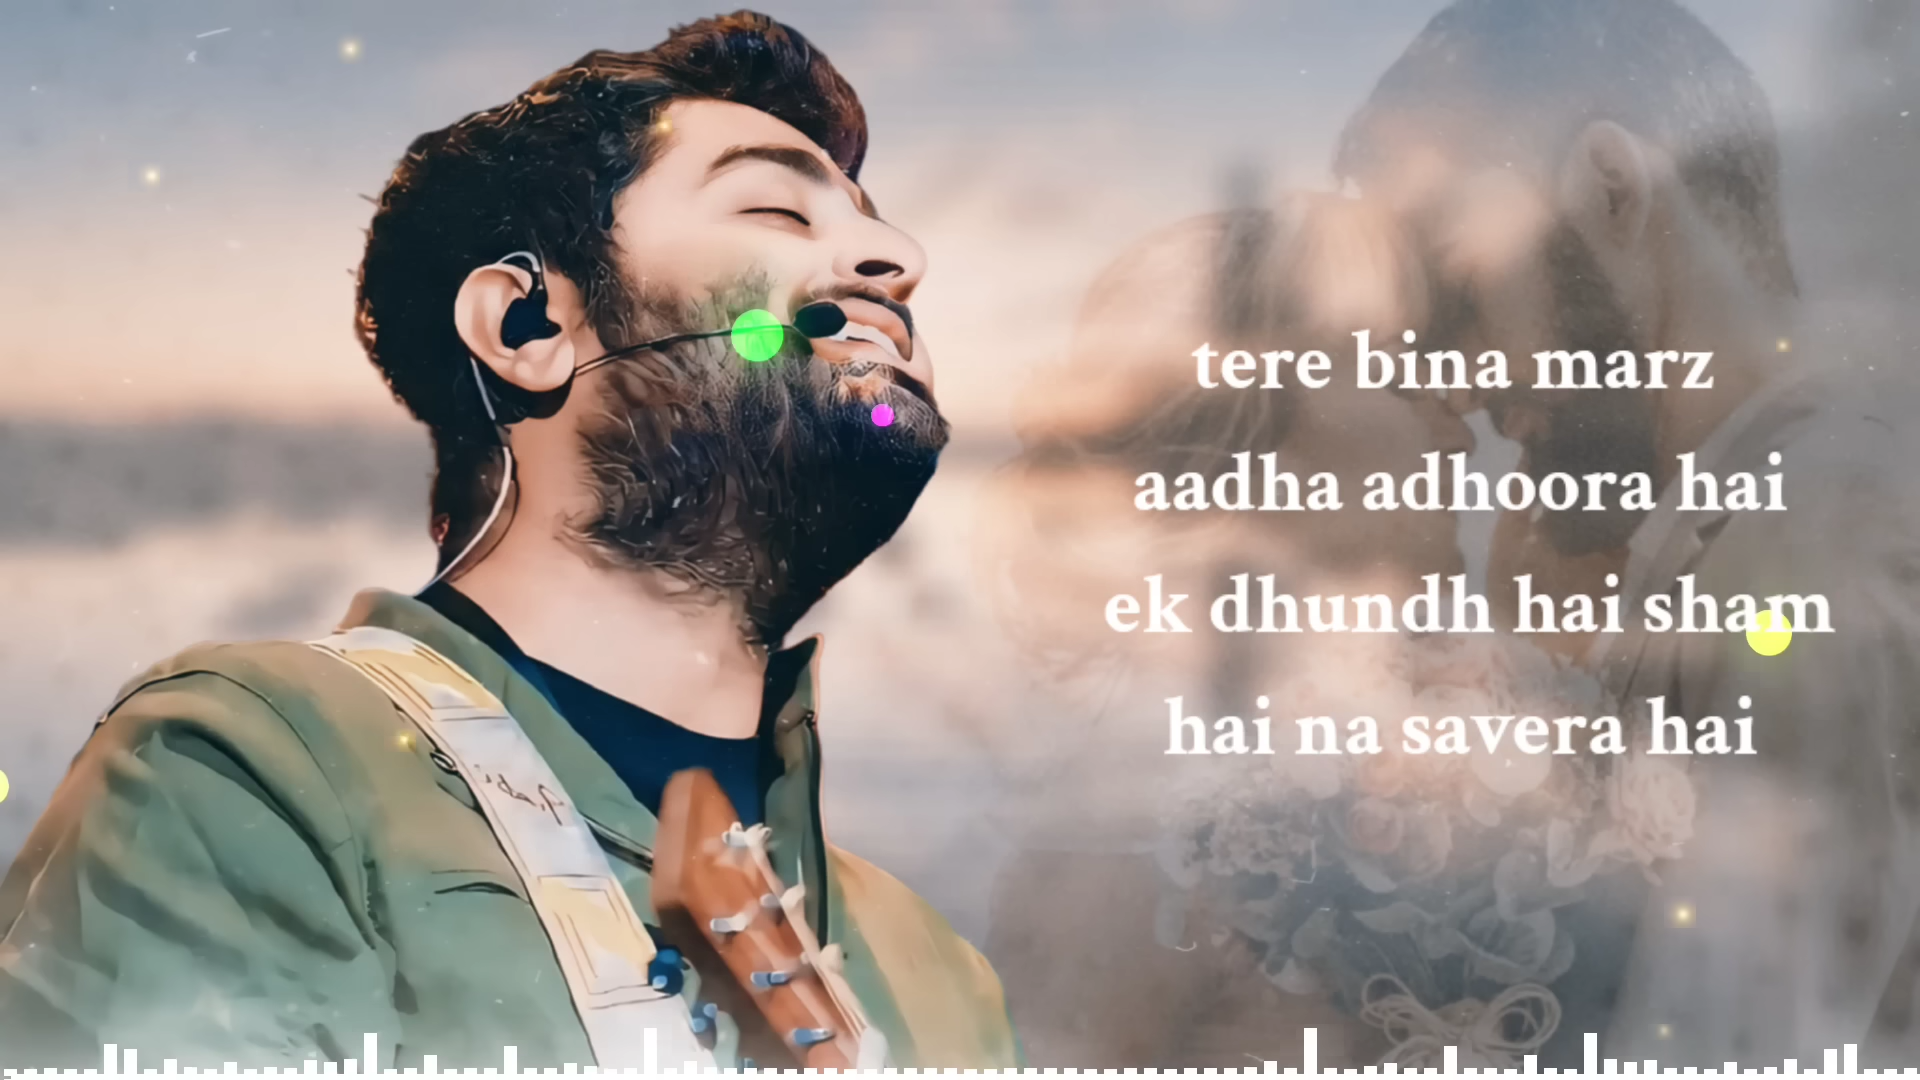 tere bina marz
aadha adhoora hai
ek dhundh hai sham
hai na savera hai